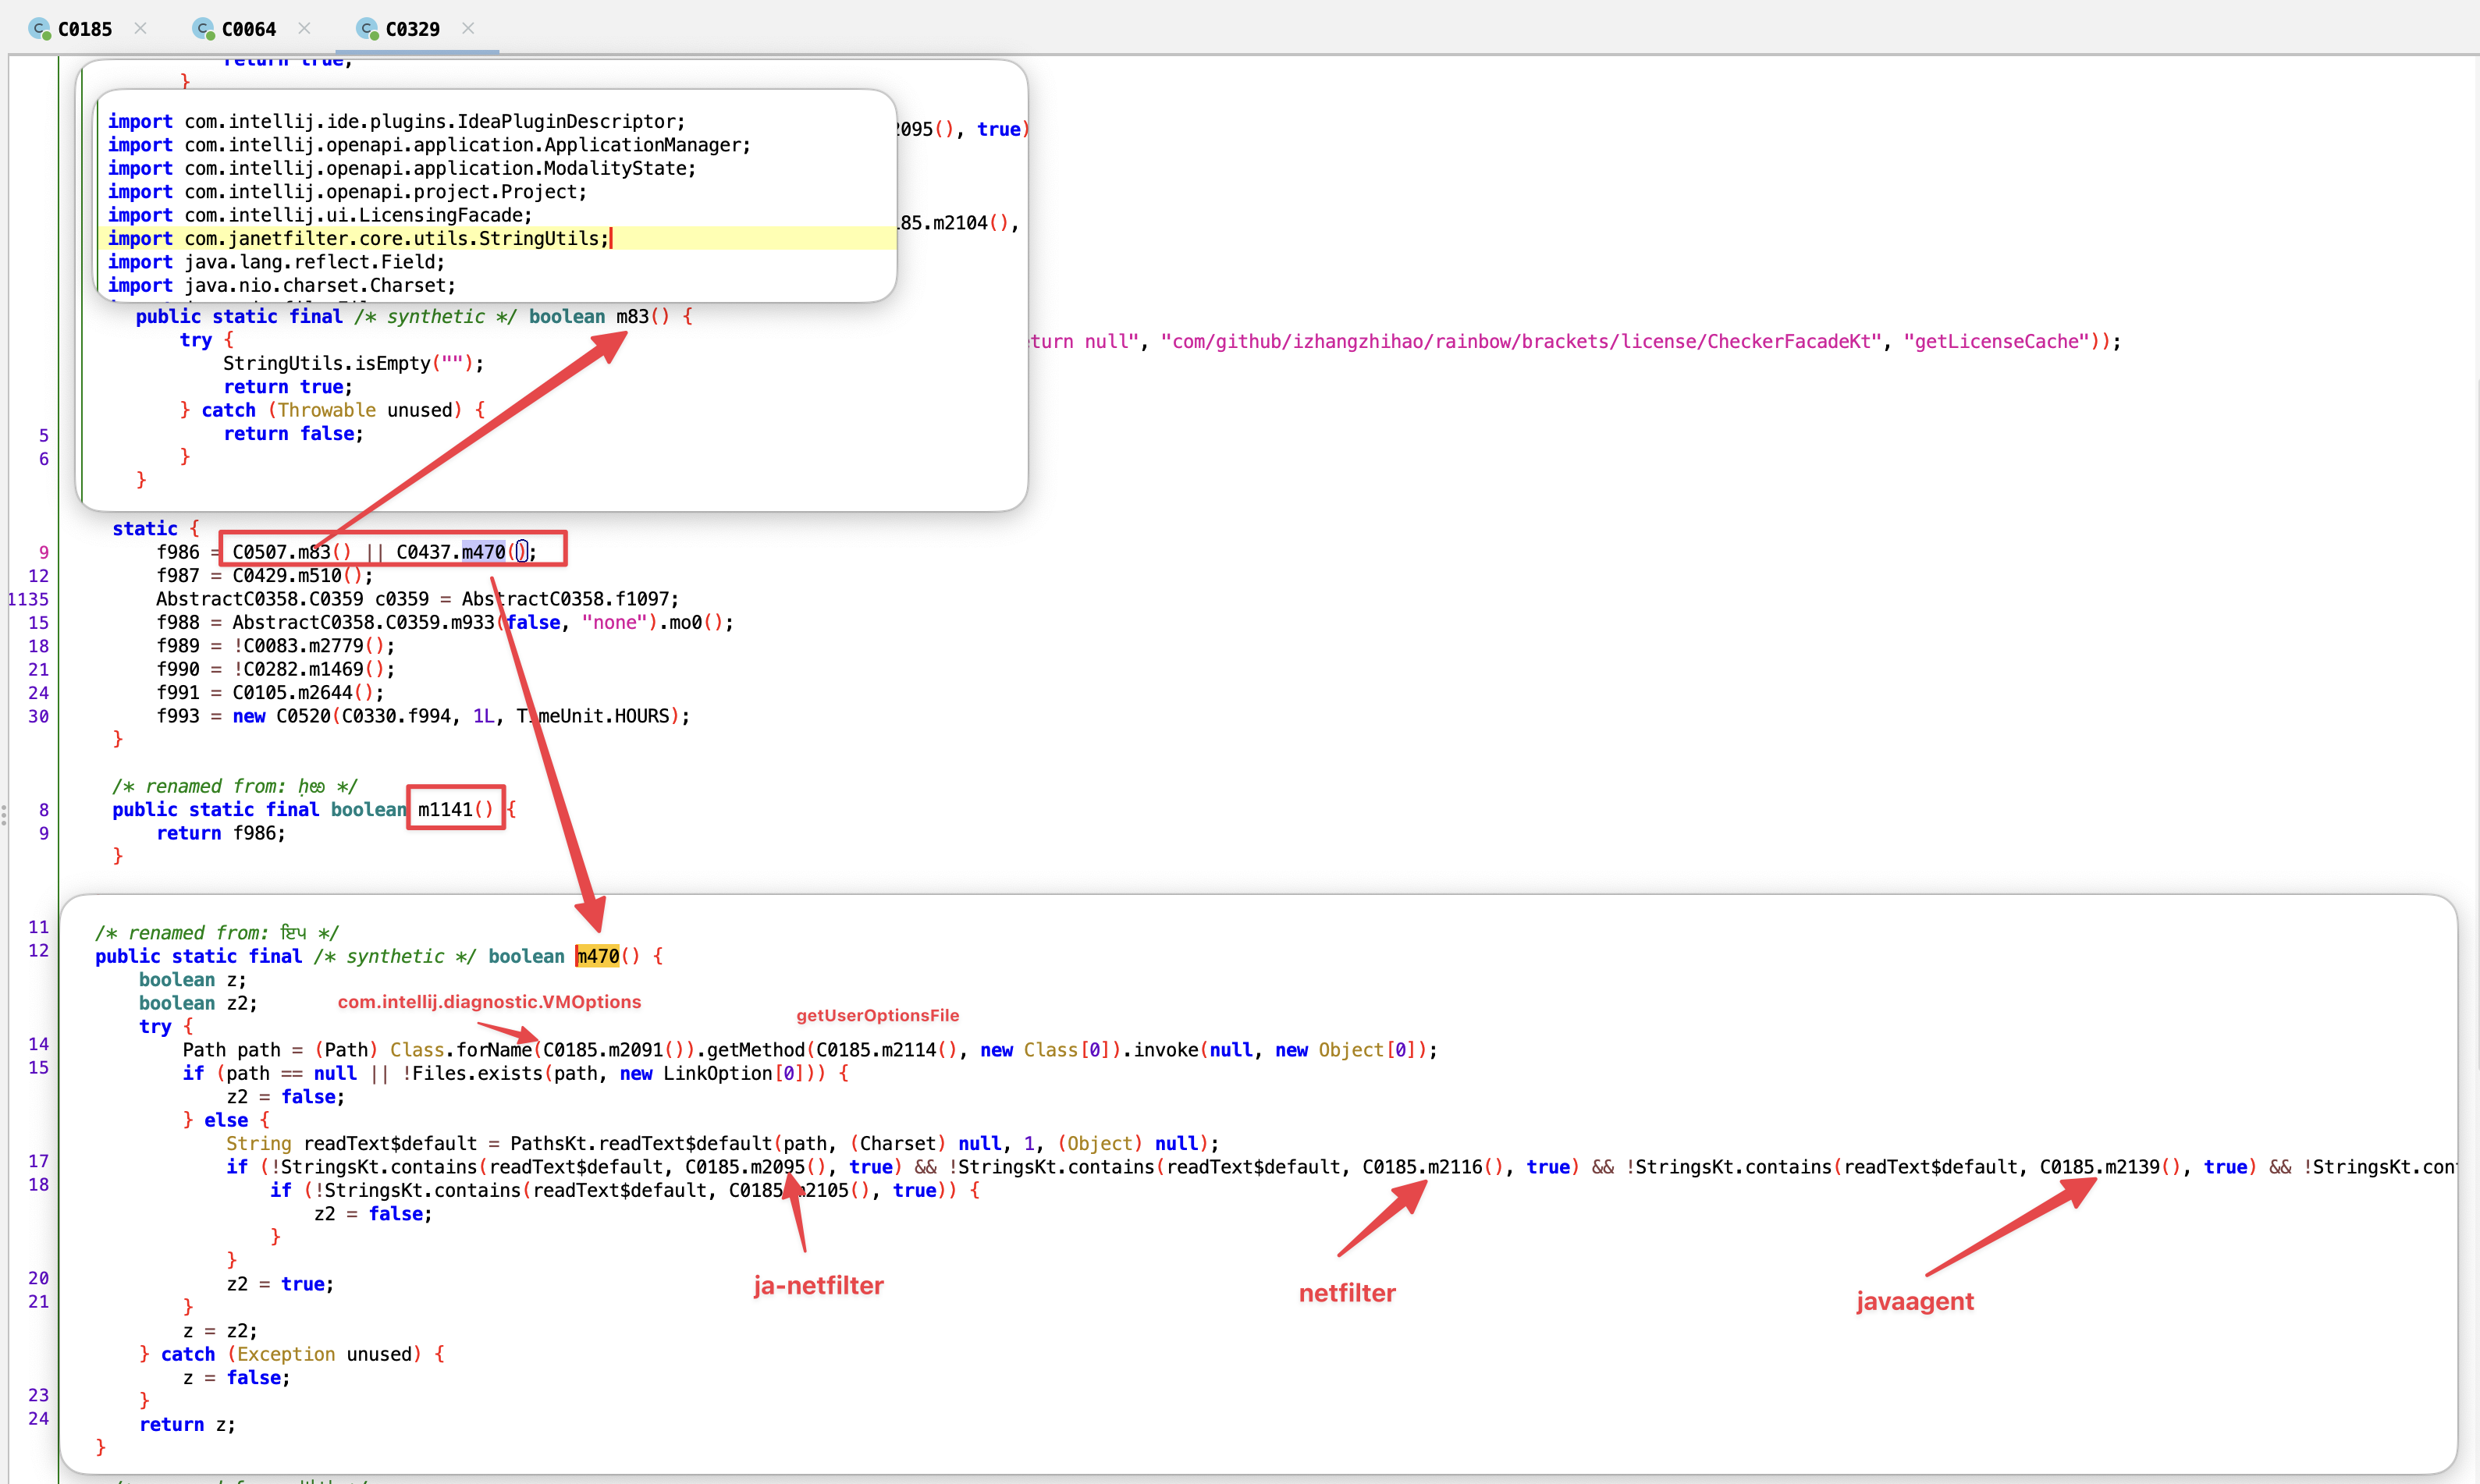 C0185
C0064
C0329
return true;
}
import com.intellij.ide.plugins.IdeaPluginDescriptor;
import com.intellij.openapi.application.ApplicationManager;
import com.intellij.openapi.application.ModalityState;
import com.intellij.openapi.project.Project;
import com.intellij.ui.LicensingFacade;
import com.janetfilter.core.utils.StringUtils;
import java.lang.reflect.Field;
import java.nio.charset.Charset;
2095(), true)
85.m2104(),
turn null", "com/github/izhangzhihao/rainbow/brackets/license/CheckerFacadeKt", "getLicenseCache"));
public static final /* synthetic */ boolean m83() {
try {
StringUtils.isEmpty("");
return true;
} catch (Throwable unused) {
5 return false;
6 }
}
static {
9 f986 = C0507.m83() || C0437.m470();
12 f987 = C0429.m510();
1135 AbstractC0358.C0359 c0359 = AbstractC0358.f1097;
15 f988 = AbstractC0358.C0359.m933(false, "none").mo0();
18 f989 = !C0083.m2779();
21 f990 = !C0282.m1469();
24 f991 = C0105.m2644();
30 f993 = new C0520(C0330.f994, 1L, TimeUnit.HOURS);
}
/* renamed from: */
8 public static final boolean m1141() {
9 return f986;
}
11 /* renamed from: */
12 public static final /* synthetic */ boolean m470() {
boolean z;
boolean z2;
com.intellij.diagnostic.VMOptions
getUserOptionsFile
try {
14 Path path = (Path) Class.forName(C0185.m2091()).getMethod(C0185.m2114(), new Class[0]).invoke(null, new Object[0]);
15 if (path == null || !Files.exists(path, new LinkOption[0])) {
z2 = false;
} else {
String readText$default = PathsKt.readText$default(path, (Charset) null, 1, (Object) null);
17 if (!StringsKt.contains(readText$default, C0185.m2095(), true) && !StringsKt.contains(readText$default, C0185.m2116(), true) && !StringsKt.contains(readText$default, C0185.m2139(), true) && !StringsKt.con
18 if (!StringsKt.contains(readText$default, C0185.m2105(), true)) {
z2 = false;
}
}
20 z2 = true;
21 }
ja-netfilter
netfilter
javaagent
z = z2;
} catch (Exception unused) {
z = false;
23 }
24 return z;
}